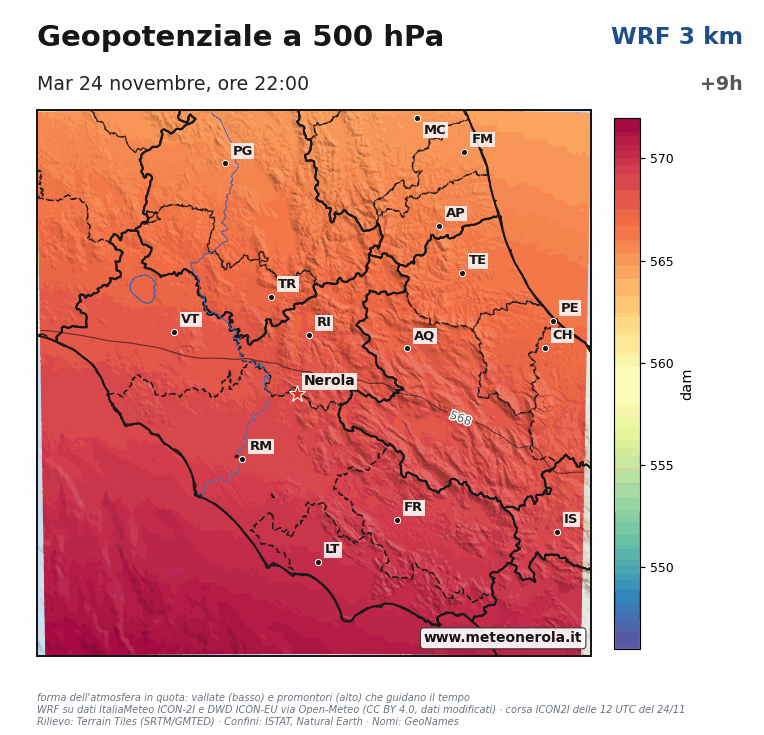 Geopotenziale a 500 hPa
WRF 3 km
Mar 24 novembre, ore 22:00
+9h
MC
FM
PG
AP
TE
TR
PE
VT
RI
AQ
CH
Nerola
568
RM
FR
IS
LT
www.meteonerola.it
570
565
560
555
550
dam
forma dell'atmosfera in quota: vallate (basso) e promontori (alto) che guidano il tempo
WRF su dati ItaliaMeteo ICON-2I e DWD ICON-EU via Open-Meteo (CC BY 4.0, dati modificati) · corsa ICON2I delle 12 UTC del 24/11
Rilievo: Terrain Tiles (SRTM/GMTED) · Confini: ISTAT, Natural Earth · Nomi: GeoNames